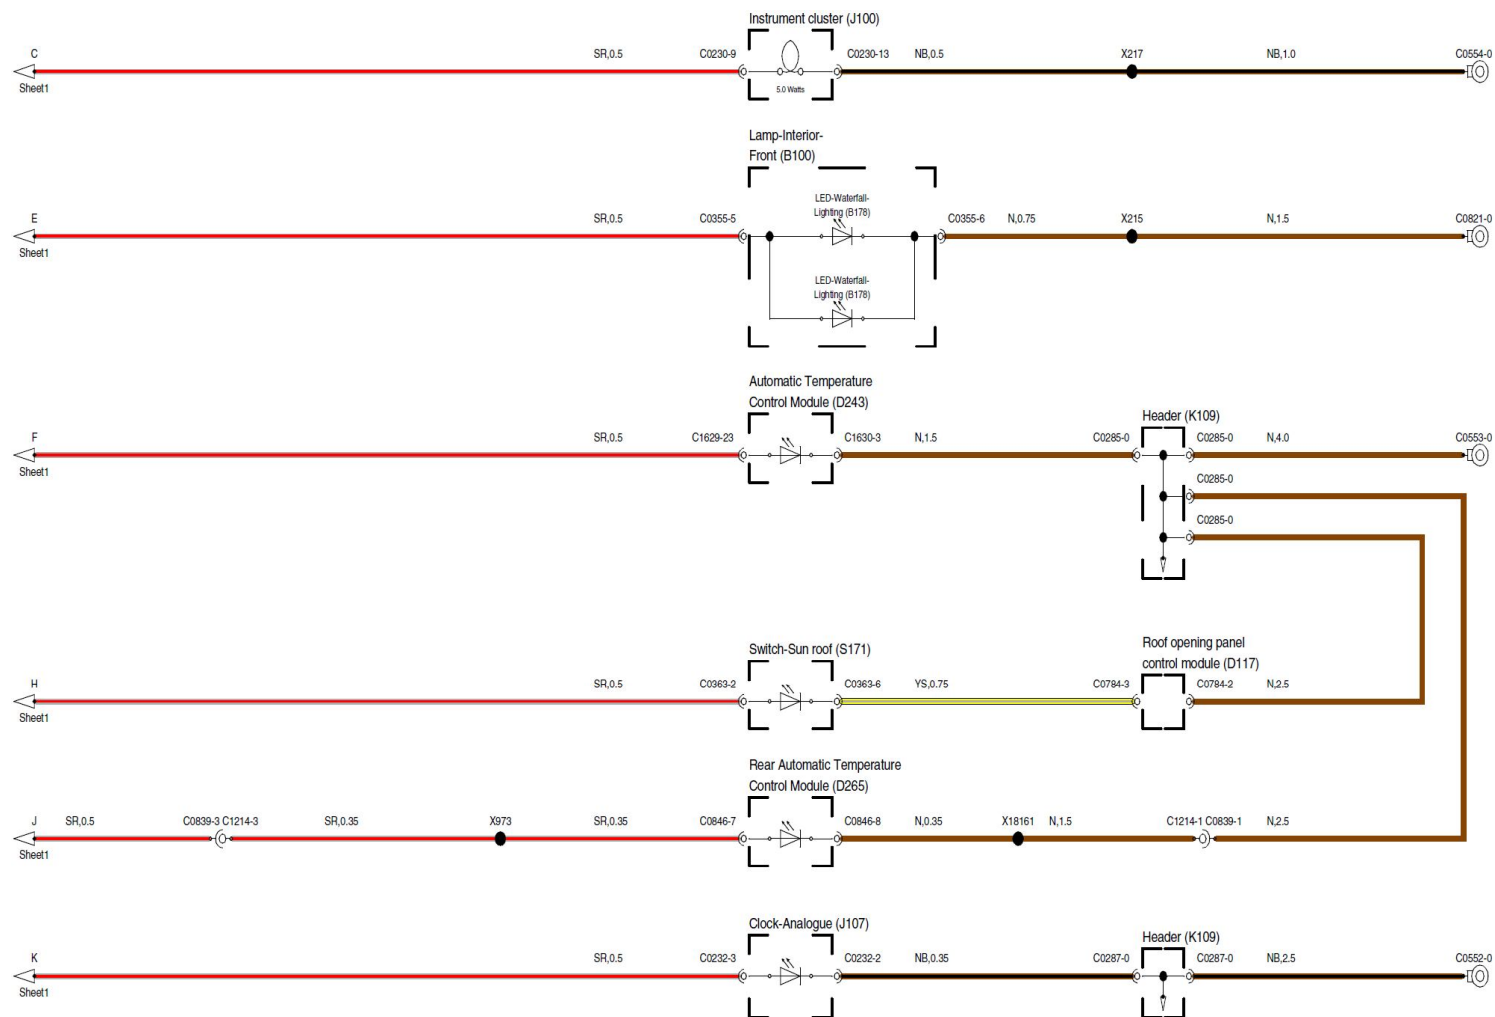 Instrument cluster (J100)
C SR,0.5 C0230-9 C0230-13 NB,0.5 X217 NB,1.0 C0554-0
Sheet1
5.0 Watts
Lamp-Interior-
Front (B100)
LED-Waterfall-
Lighting (B178)
E SR,0.5 C0355-5 C0355-6 N,0.75 X215 N,1.5 C0821-0
Sheet1
LED-Waterfall-
Lighting (B178)
Automatic Temperature
Control Module (D243)
Header (K109)
F SR,0.5 C1629-23 C1630-3 N,1.5 C0285-0 C0285-0 N,4.0 C0553-0
Sheet1
C0285-0
C0285-0
Switch-Sun roof (S171)
Roof opening panel
control module (D117)
H SR,0.5 C0363-2 C0363-6 YS,0.75 C0784-3 C0784-2 N,2.5
Sheet1
Rear Automatic Temperature
Control Module (D265)
J SR,0.5 C0839-3 C1214-3 SR,0.35 X973 SR,0.35 C0846-7 C0846-8 N,0.35 X18161 N,1.5 C1214-1 C0839-1 N,2.5
Sheet1
Clock-Analogue (J107)
Header (K109)
K SR,0.5 C0232-3 C0232-2 NB,0.35 C0287-0 C0287-0 NB,2.5 C0552-0
Sheet1